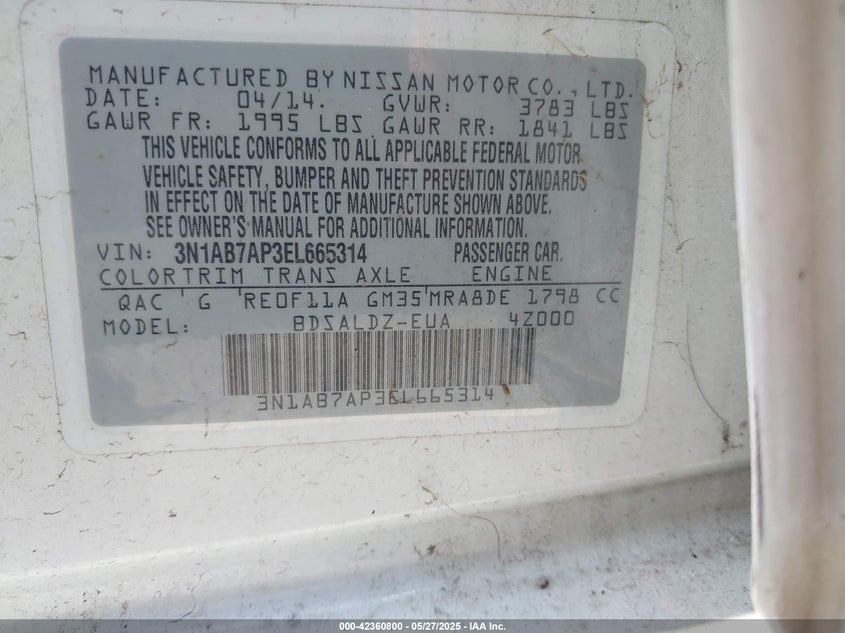 MANUFACTURED BY NISSAN MOTOR CO., LTD.
DATE: 04/14. GVWR: 3783 LBS
GAWR FR: 1995 LBS GAWR RR: 1841 LBS
THIS VEHICLE CONFORMS TO ALL APPLICABLE FEDERAL MOTOR
VEHICLE SAFETY, BUMPER AND THEFT PREVENTION STANDARDS
IN EFFECT ON THE DATE OF MANUFACTURE SHOWN ABOVE.
SEE OWNER'S MANUAL FOR ADDITIONAL INFORMATION.
VIN: 3N1AB7AP3EL665314 PASSENGER CAR.
COLOR TRIM TRANS AXLE ENGINE
QAC G RE0F11A GM35 MRA8DE 1798 CC
MODEL: BDSALDZ-EUA 4Z000
3N1AB7AP3EL665314
000-42360800 — 05/27/2025 - IAA Inc.